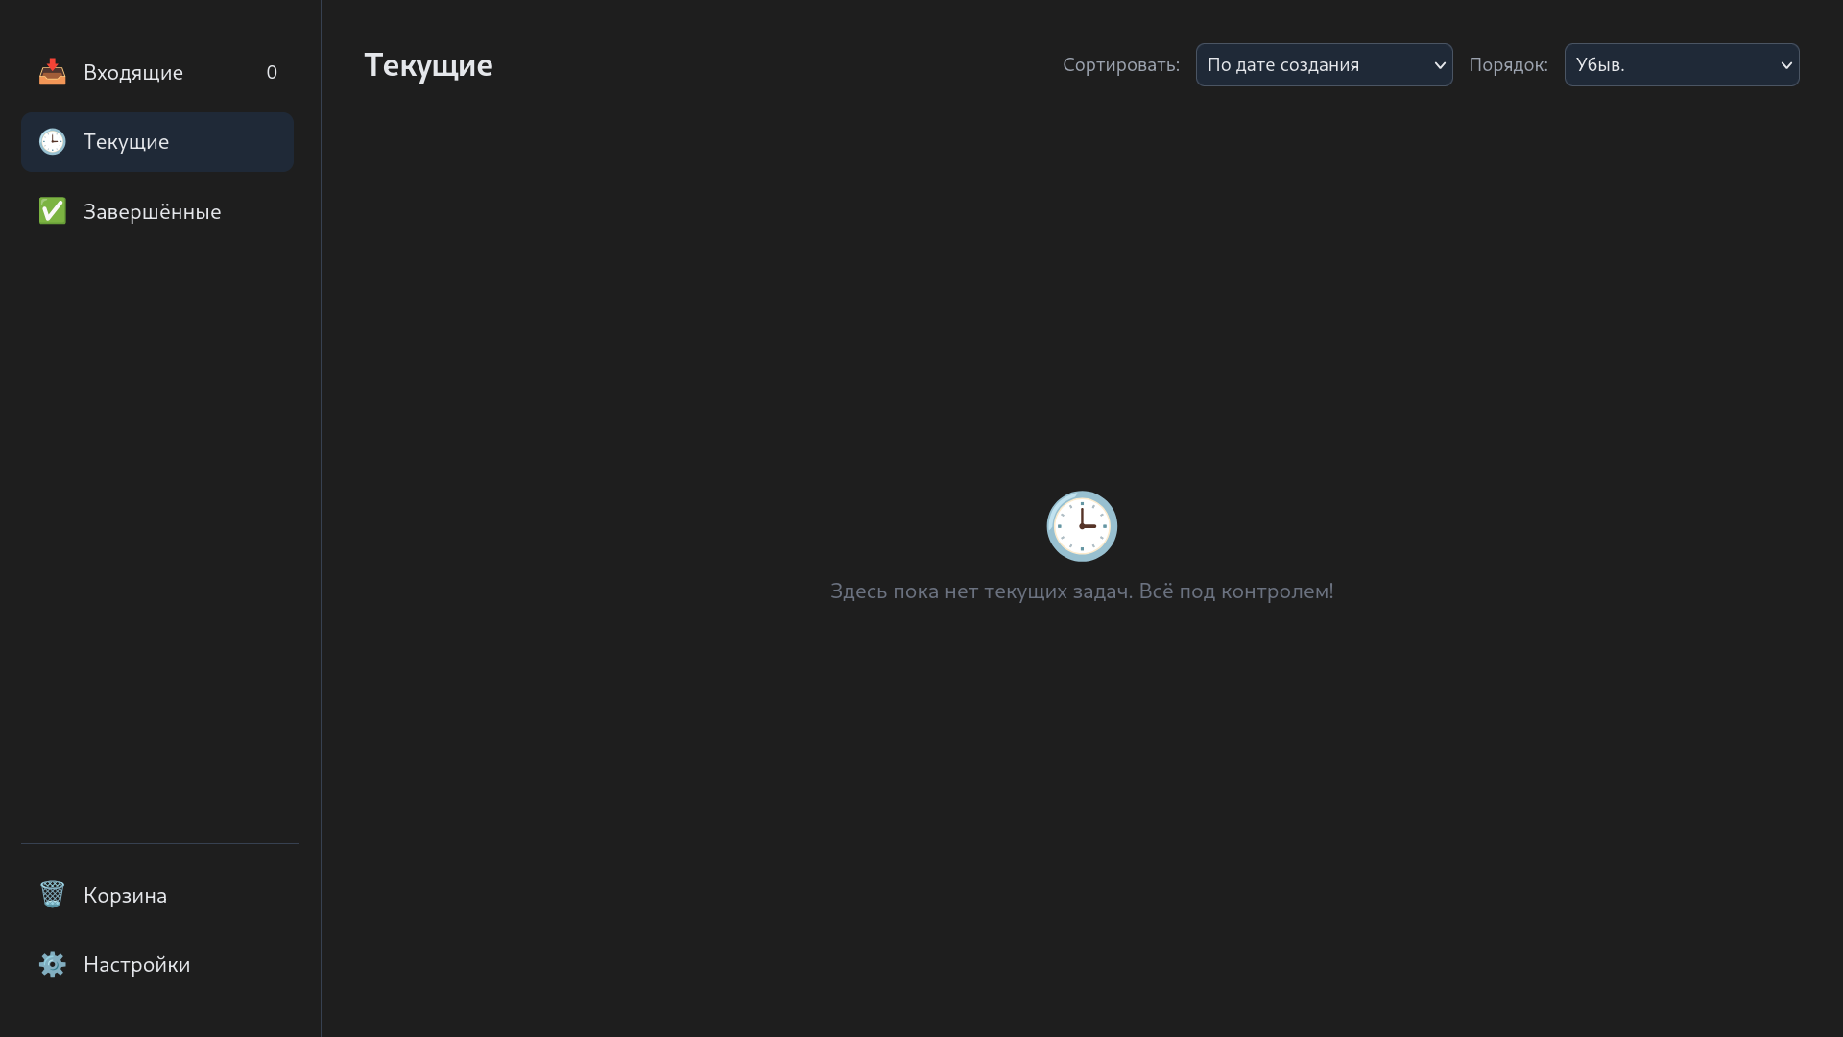 Входящие 0
Текущие
Завершённые
Корзина
Настройки
Текущие
Сортировать: По дате создания Порядок: Убыв.
Здесь пока нет текущих задач. Всё под контролем!